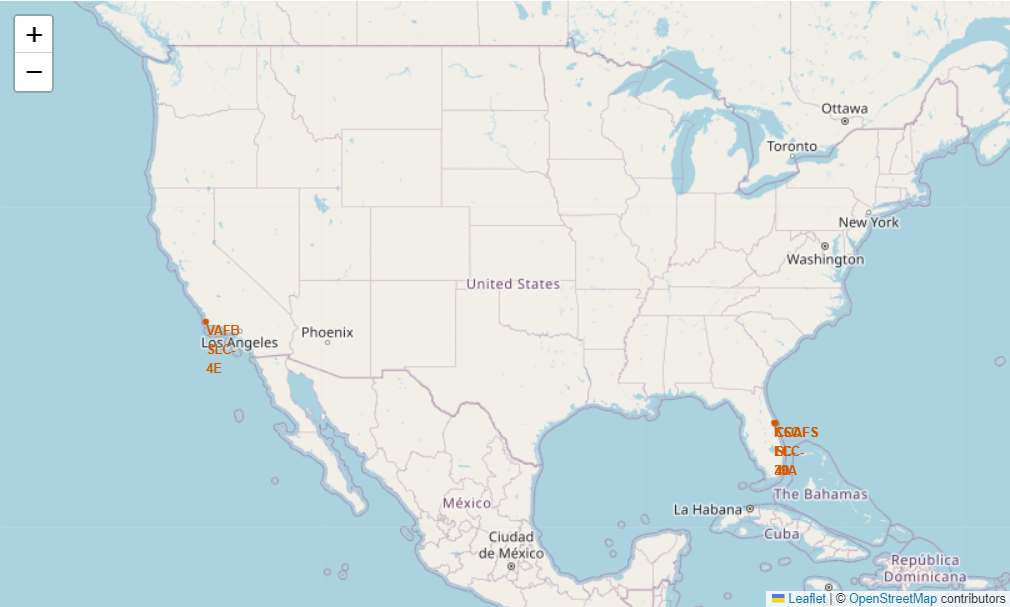 +
−
Ottawa
Toronto
New York
Washington
United States
Phoenix
VAFB
Los Angeles
SLC-
4E
México
La Habana
The Bahamas
Cuba
Ciudad
de México
República
Dominicana
Leaflet | © OpenStreetMap contributors